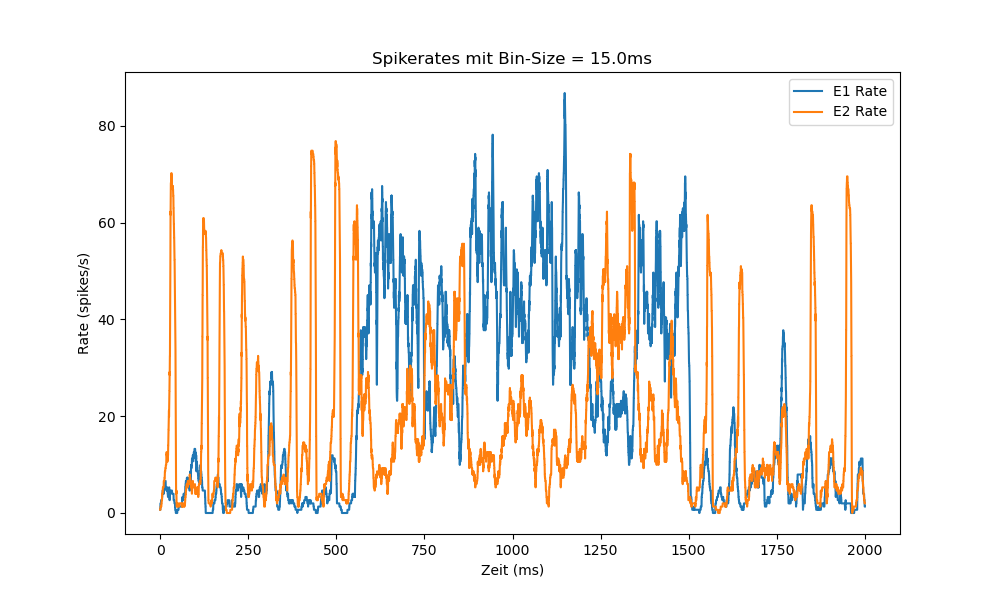 Spikerates mit Bin-Size = 15.0ms
E1 Rate
E2 Rate
Rate (spikes/s)
80
60
40
20
0
0 250 500 750 1000 1250 1500 1750 2000
Zeit (ms)